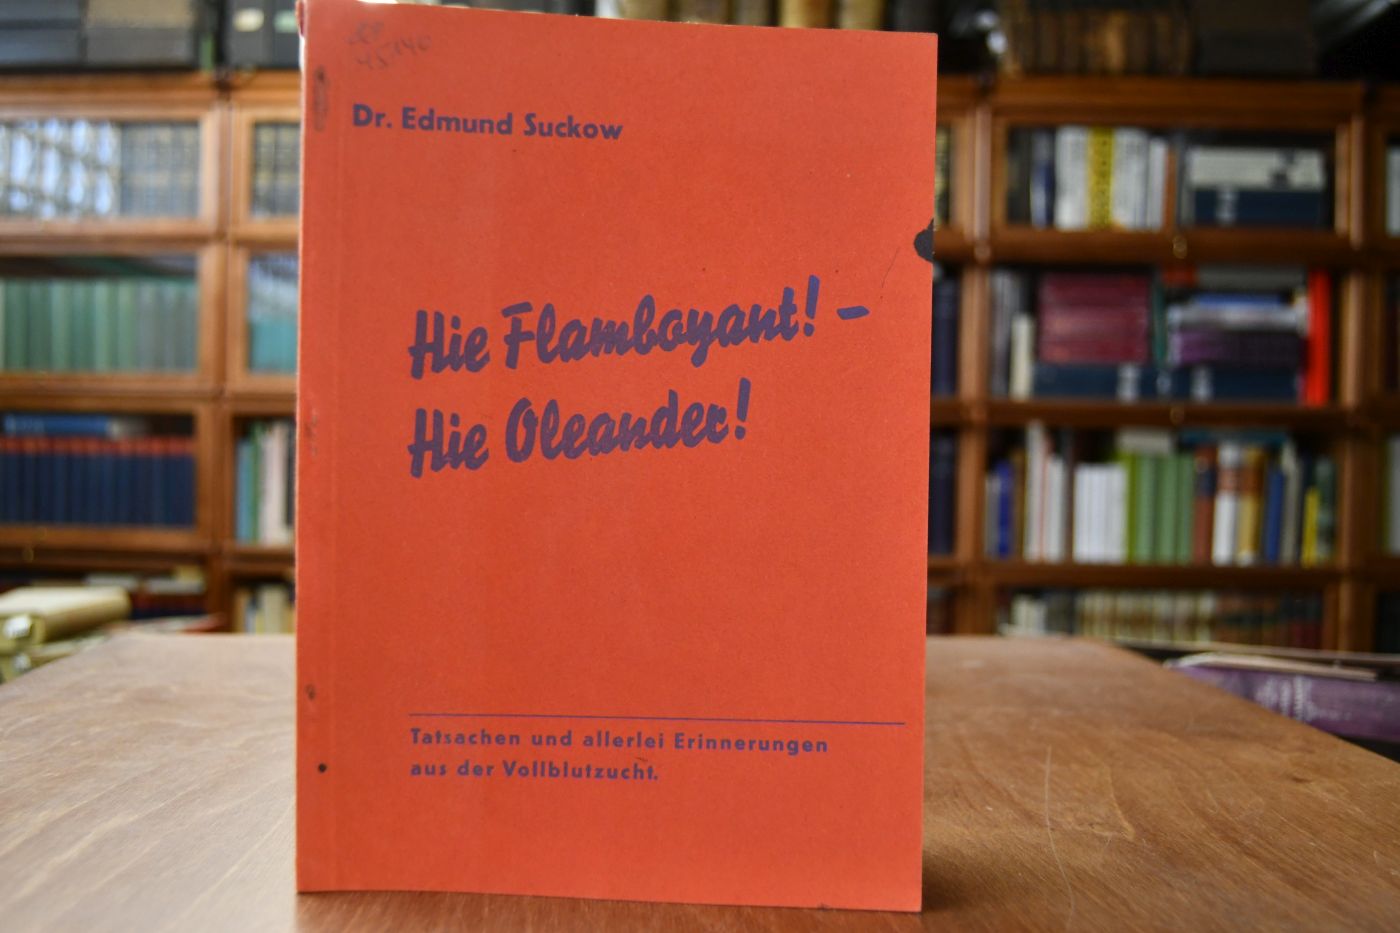 Dr. Edmund Suckow
Hie Flamboyant! –
Hie Oleander!
Tatsachen und allerlei Erinnerungen
aus der Vollblutzucht.